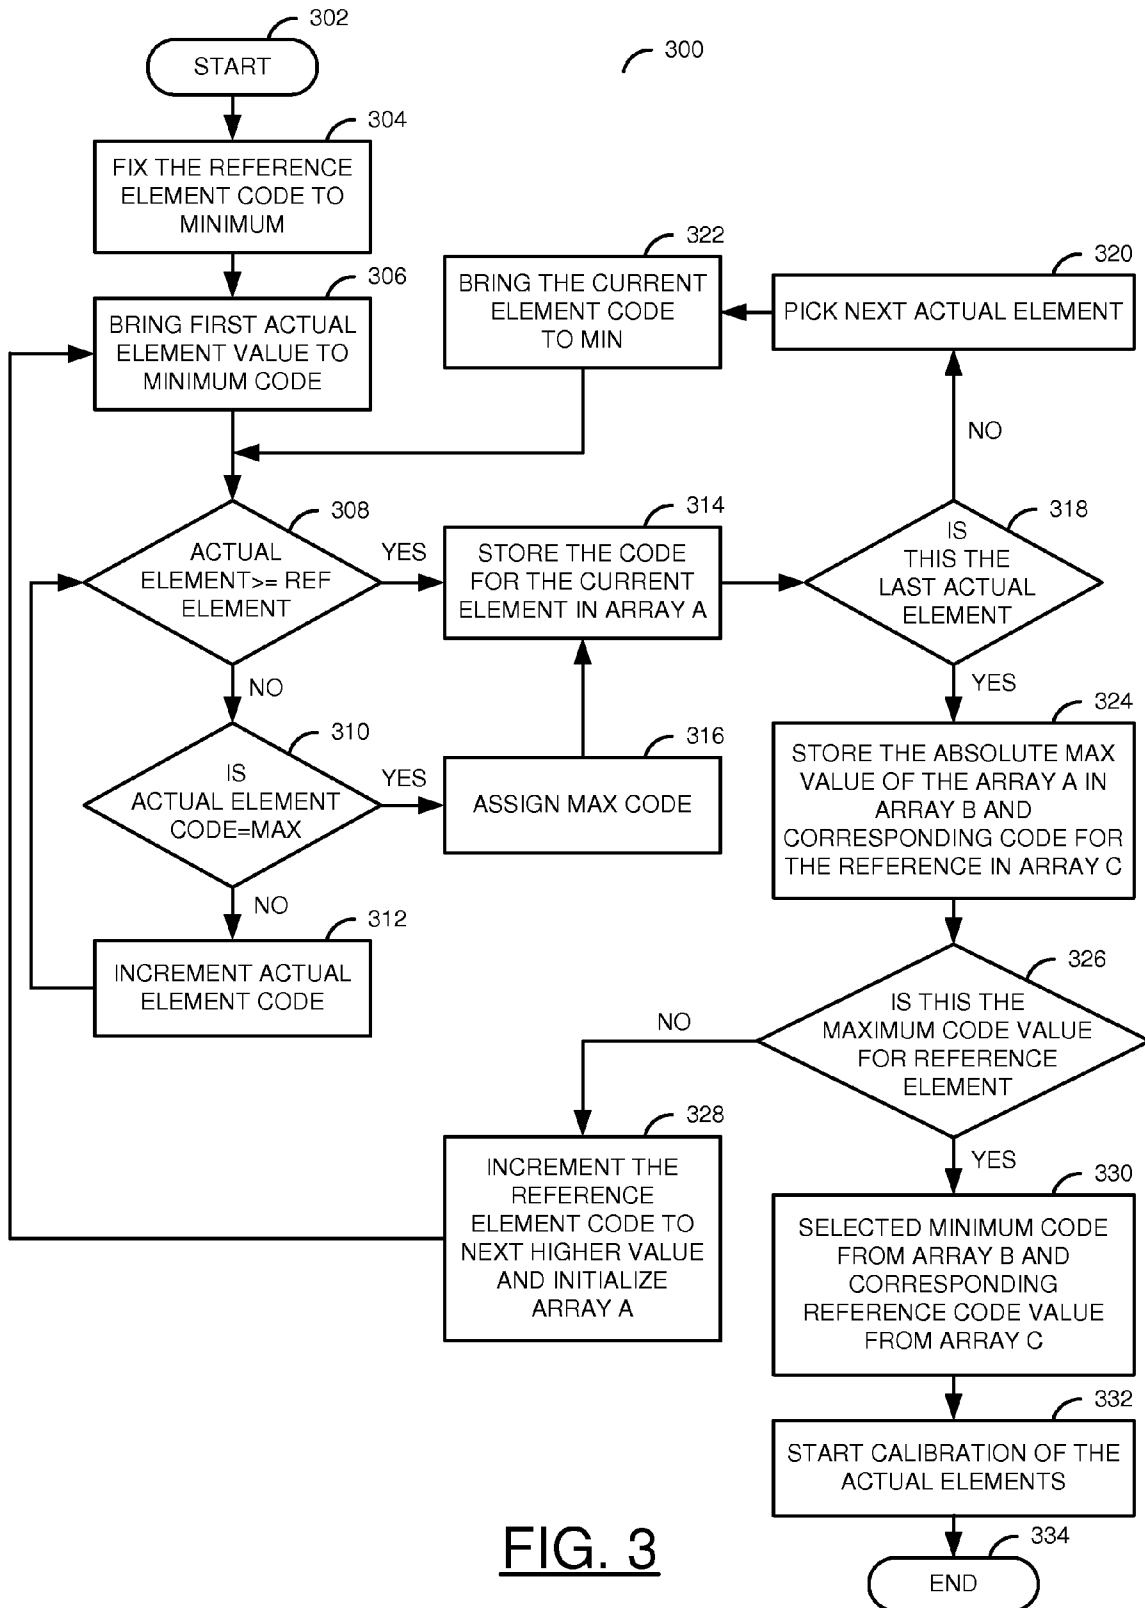 302
START
300
304
FIX THE REFERENCE
ELEMENT CODE TO
MINIMUM
306
BRING FIRST ACTUAL
ELEMENT VALUE TO
MINIMUM CODE
322
BRING THE CURRENT
ELEMENT CODE
TO MIN
320
PICK NEXT ACTUAL ELEMENT
NO
308
ACTUAL
ELEMENT>= REF
ELEMENT
YES
314
STORE THE CODE
FOR THE CURRENT
ELEMENT IN ARRAY A
318
IS
THIS THE
LAST ACTUAL
ELEMENT
NO
YES
310
IS
ACTUAL ELEMENT
CODE=MAX
YES
316
ASSIGN MAX CODE
324
STORE THE ABSOLUTE MAX
VALUE OF THE ARRAY A IN
ARRAY B AND
CORRESPONDING CODE FOR
THE REFERENCE IN ARRAY C
NO
312
INCREMENT ACTUAL
ELEMENT CODE
326
IS THIS THE
MAXIMUM CODE VALUE
FOR REFERENCE
ELEMENT
NO
YES
328
INCREMENT THE
REFERENCE
ELEMENT CODE TO
NEXT HIGHER VALUE
AND INITIALIZE
ARRAY A
330
SELECTED MINIMUM CODE
FROM ARRAY B AND
CORRESPONDING
REFERENCE CODE VALUE
FROM ARRAY C
332
START CALIBRATION OF THE
ACTUAL ELEMENTS
334
END
FIG. 3